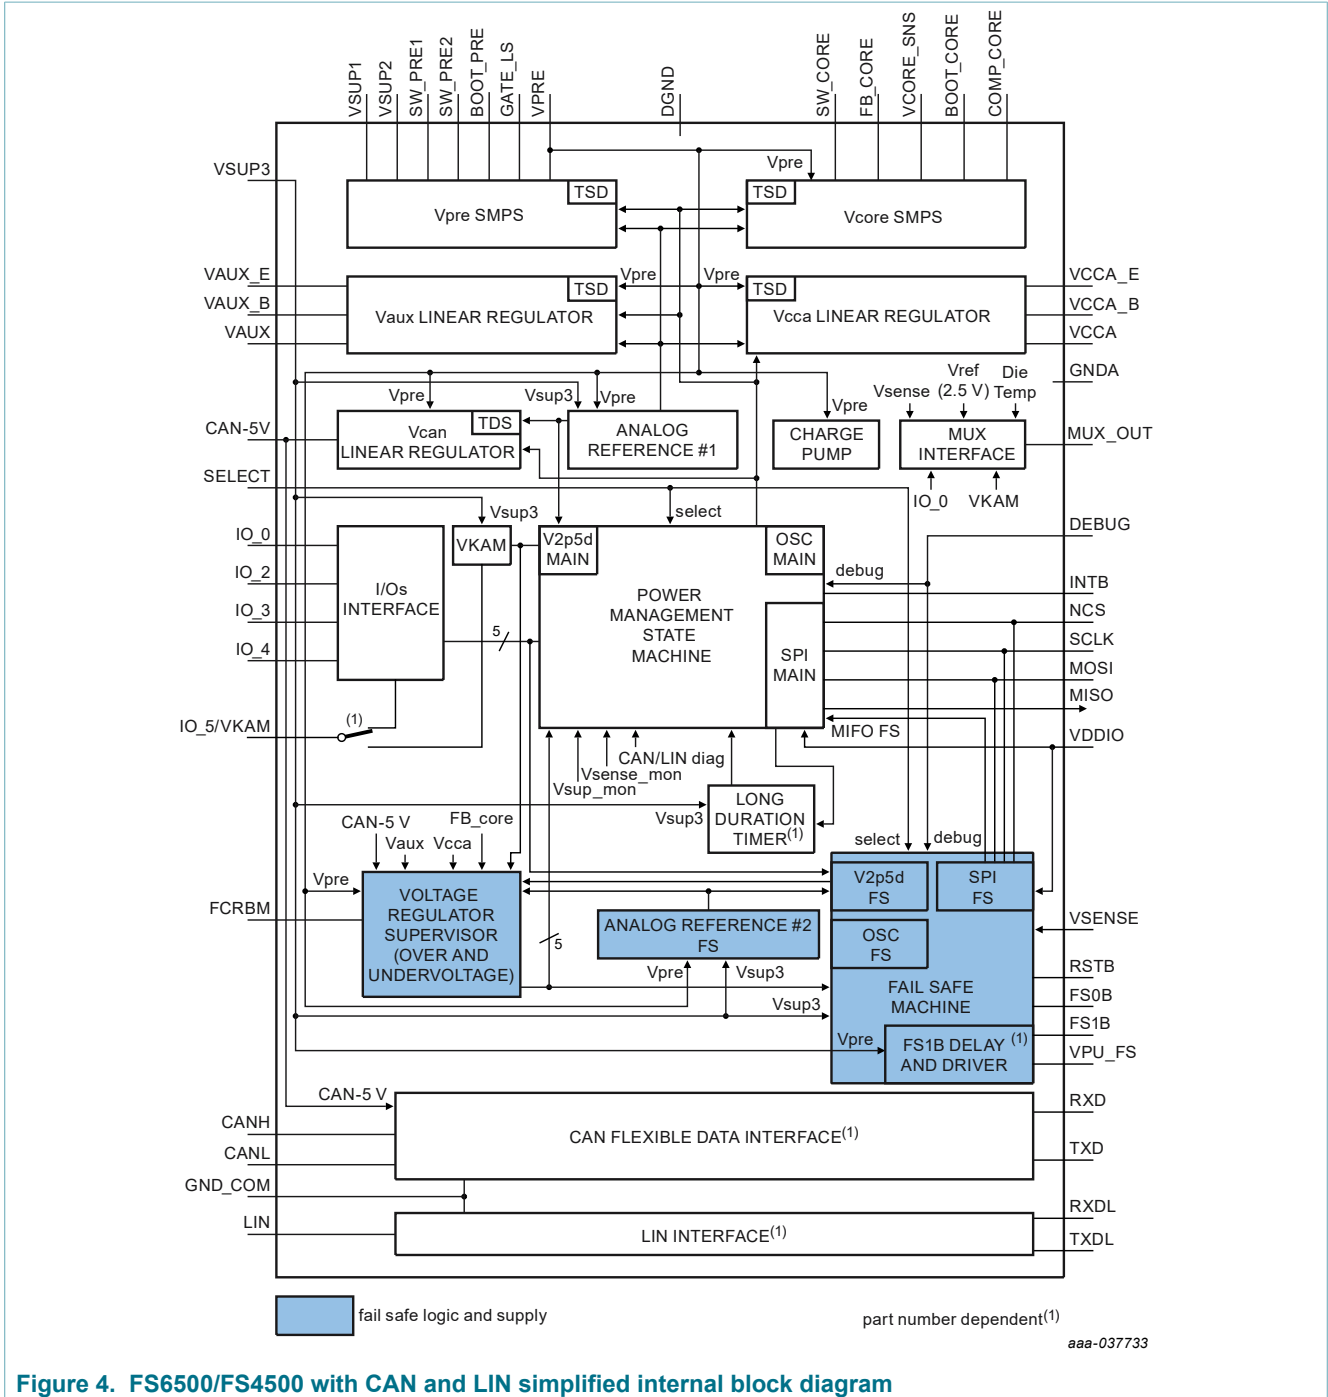 VSUP1
VSUP2
SW_PRE1
SW_PRE2
BOOT_PRE
GATE_LS
VPRE
DGND
SW_CORE
FB_CORE
VCORE_SNS
BOOT_CORE
COMP_CORE
VSUP3
Vpre
TSD
Vpre SMPS
TSD
Vcore SMPS
VAUX_E
VAUX_B
VAUX
Vpre
Vpre
TSD
Vaux LINEAR REGULATOR
TSD
Vcca LINEAR REGULATOR
VCCA_E
VCCA_B
VCCA
GNDA
Vpre
Vsup3
Vpre
Vpre
Vsense
Vref
(2.5 V)
Die
Temp
CAN-5V
Vcan
LINEAR REGULATOR
TDS
ANALOG
REFERENCE #1
CHARGE
PUMP
MUX
INTERFACE
MUX_OUT
SELECT
IO_0
VKAM
Vsup3
select
IO_0
IO_2
IO_3
IO_4
I/Os
INTERFACE
VKAM
V2p5d
MAIN
OSC
MAIN
debug
DEBUG
INTB
NCS
SCLK
MOSI
MISO
5
POWER
MANAGEMENT
STATE
MACHINE
SPI
MAIN
IO_5/VKAM
(1)
MIFO FS
VDDIO
CAN/LIN diag
Vsense_mon
Vsup_mon
Vsup3
LONG
DURATION
TIMER(1)
CAN-5 V
Vaux
Vcca
FB_core
select
debug
Vpre
FCRBM
VOLTAGE
REGULATOR
SUPERVISOR
(OVER AND
UNDERVOLTAGE)
5
ANALOG REFERENCE #2
FS
Vpre
Vsup3
V2p5d
FS
SPI
FS
OSC
FS
FAIL SAFE
MACHINE
Vsup3
Vpre
FS1B DELAY (1)
AND DRIVER
VSENSE
RSTB
FS0B
FS1B
VPU_FS
CAN-5 V
CANH
CANL
GND_COM
LIN
CAN FLEXIBLE DATA INTERFACE(1)
LIN INTERFACE(1)
RXD
TXD
RXDL
TXDL
fail safe logic and supply
part number dependent(1)
aaa-037733
Figure 4. FS6500/FS4500 with CAN and LIN simplified internal block diagram